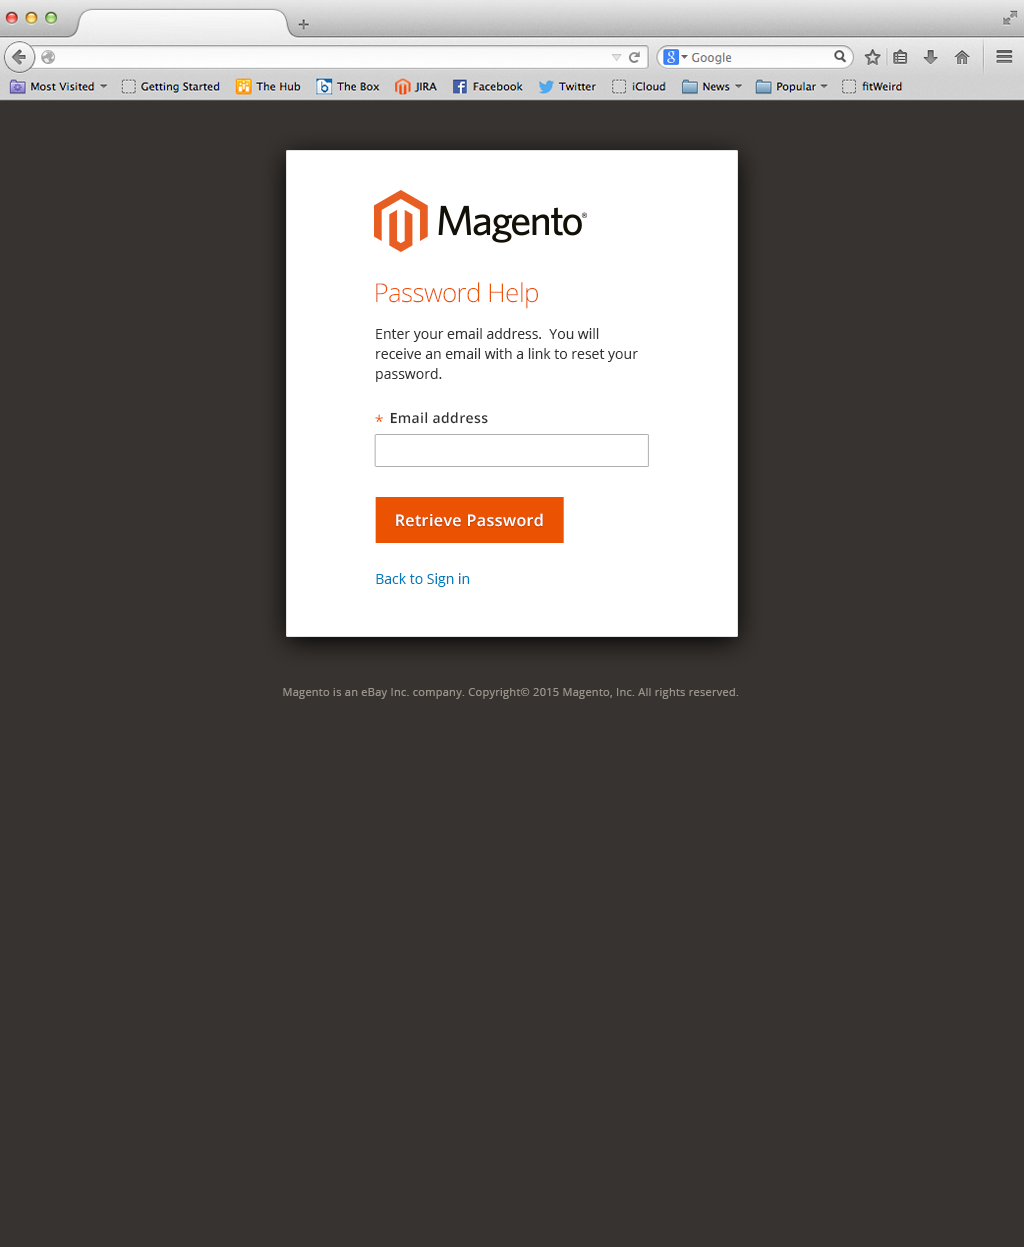 Google
Most Visited Getting Started The Hub The Box JIRA Facebook Twitter iCloud News Popular fitWeird
Magento®
Password Help
Enter your email address. You will
receive an email with a link to reset your
password.
* Email address
Retrieve Password
Back to Sign in
Magento is an eBay Inc. company. Copyright© 2015 Magento, Inc. All rights reserved.